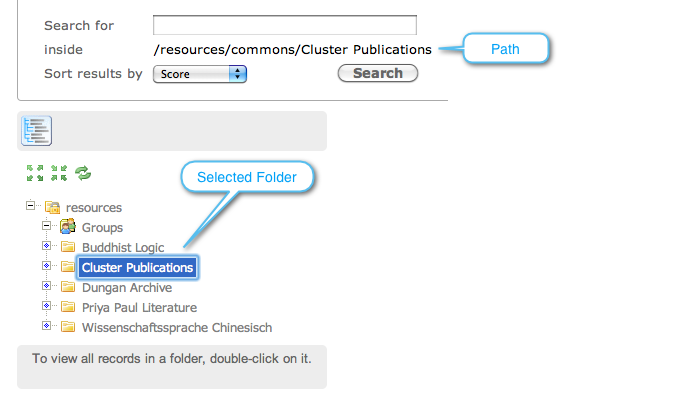 Search for
inside /resources/commons/Cluster Publications Path
Sort results by Score Search
Selected Folder
resources
Groups
Buddhist Logic
Cluster Publications
Dungan Archive
Priya Paul Literature
Wissenschaftssprache Chinesisch
To view all records in a folder, double-click on it.